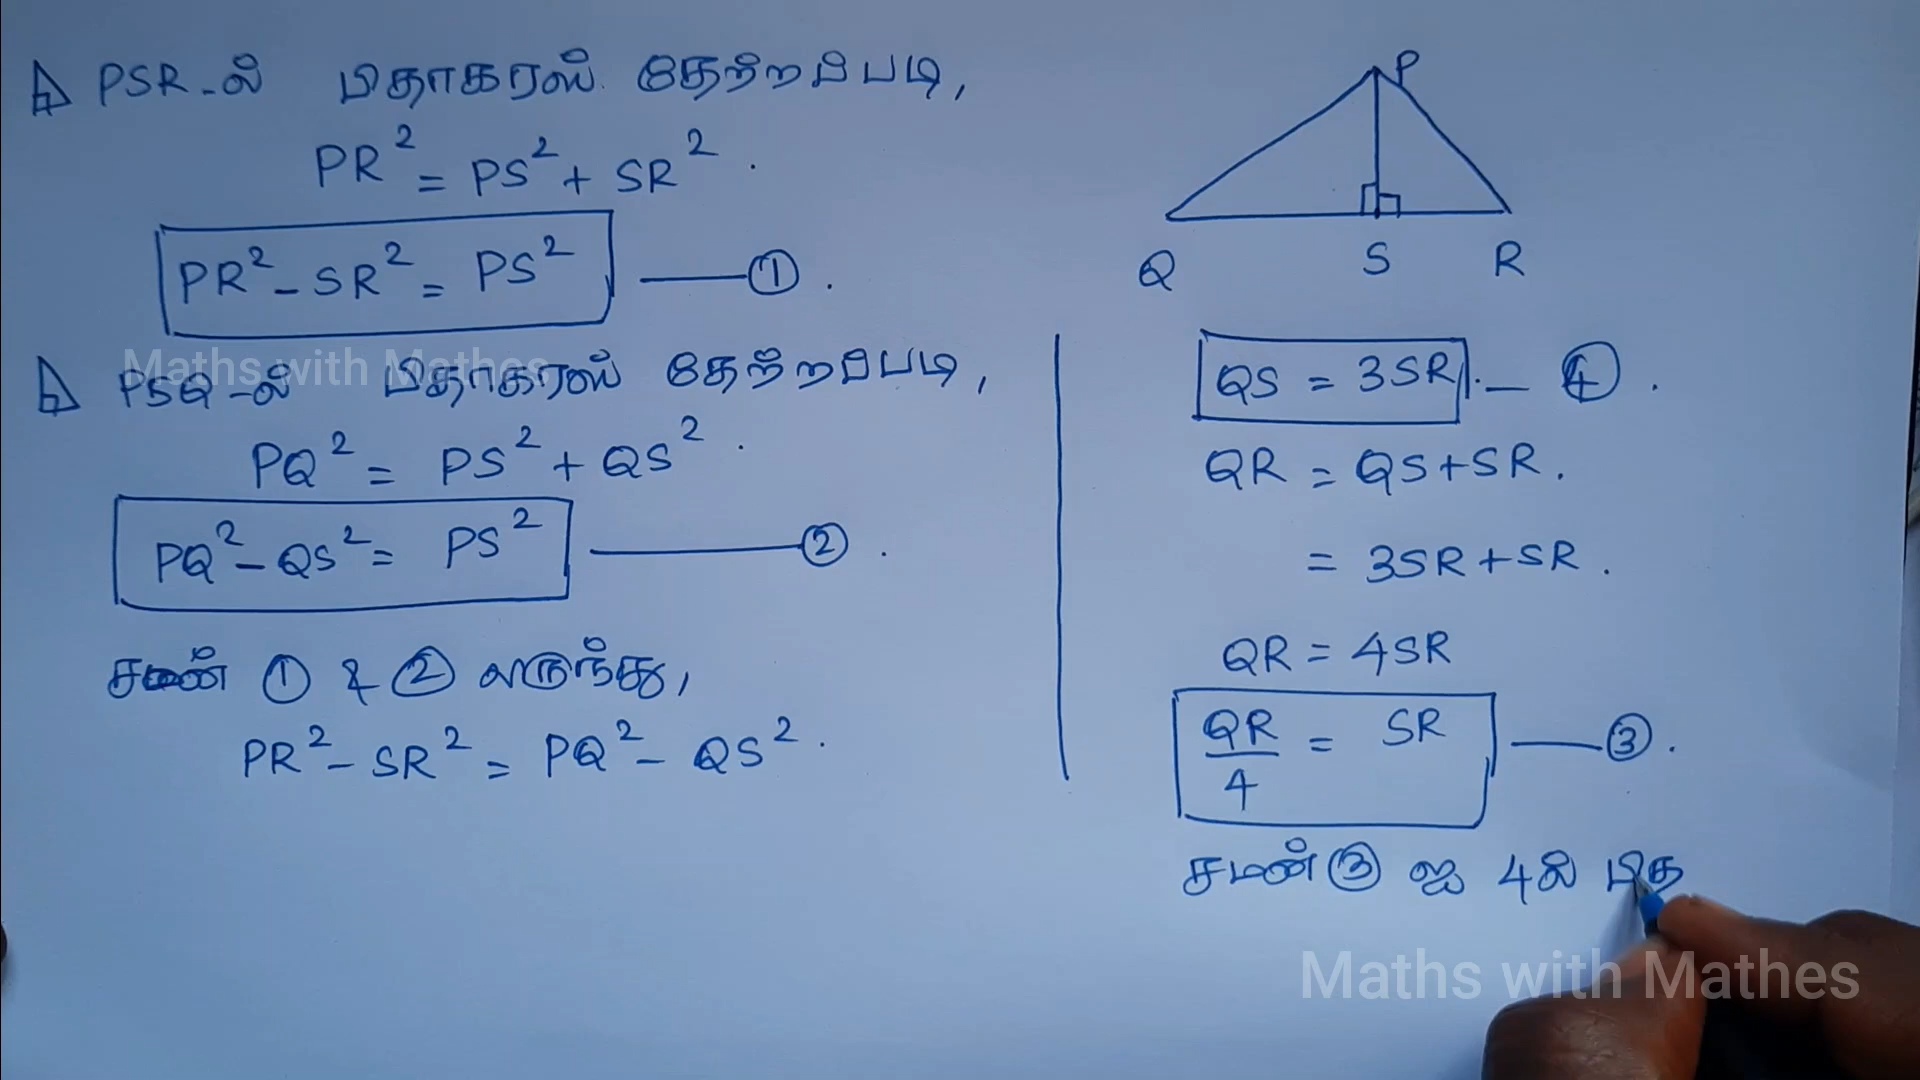 △ PSR-ல் பிதாகரஸ் தேற்றப்படி,
PR² = PS² + SR².
PR² - SR² = PS² —— ①.
△ PSQ-ல் பிதாகரஸ் தேற்றப்படி,
PQ² = PS² + QS².
PQ² - QS² = PS² —— ②.
சமன் ① & ② லருந்து,
PR² - SR² = PQ² - QS².
P
Q S R
QS = 3SR. — ④.
QR = QS + SR.
= 3SR + SR.
QR = 4SR
QR/4 = SR —— ③.
சமன் ③ ஐ 4ல் பித
Maths with Mathes
Maths with Mathes